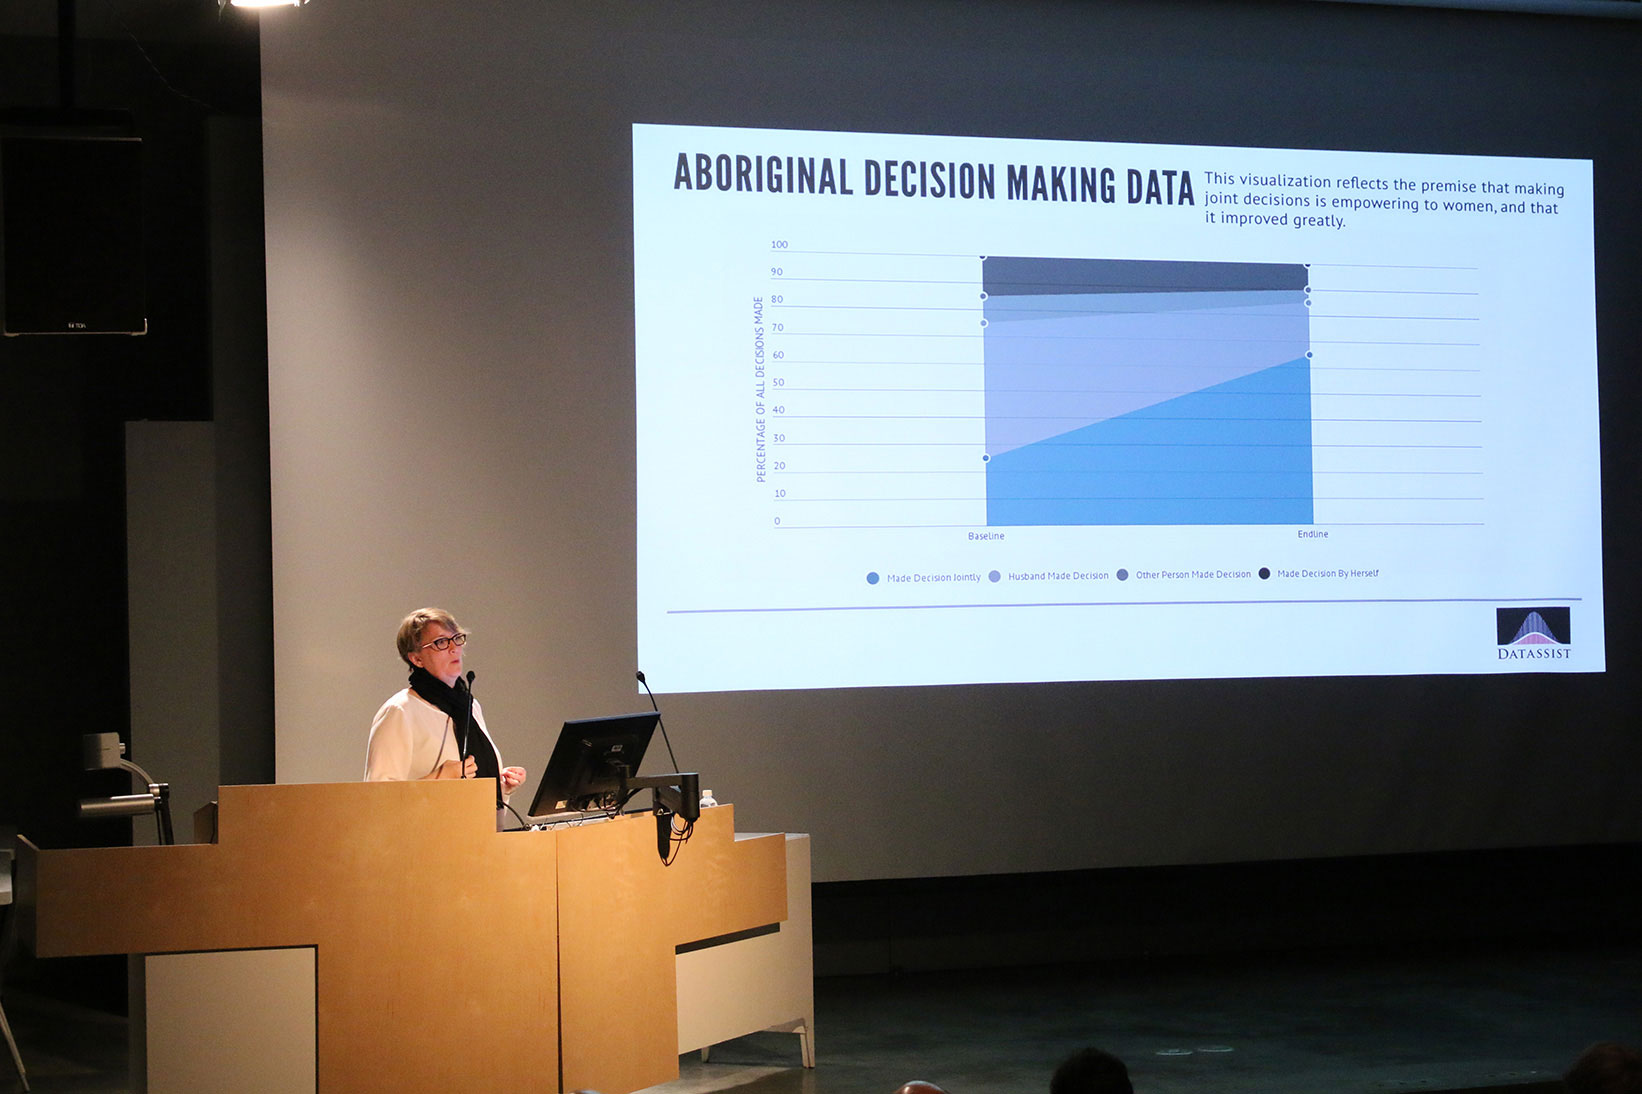 ABORIGINAL DECISION MAKING DATA
This visualization reflects the premise that making
joint decisions is empowering to women, and that
it improved greatly.
PERCENTAGE OF ALL DECISIONS MADE
100
90
80
70
60
50
40
30
20
10
0
Baseline
Endline
Made Decision Jointly
Husband Made Decision
Other Person Made Decision
Made Decision By Herself
DATASSIST
TOA